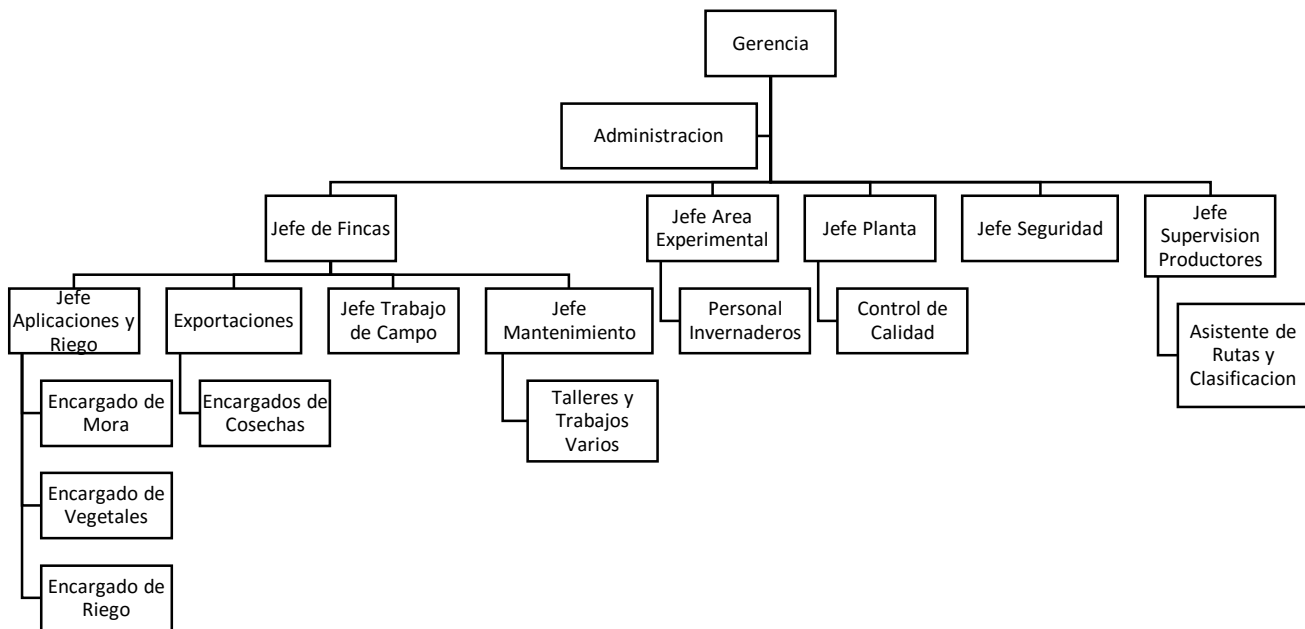 Gerencia
Administracion
Jefe de Fincas
Jefe Area
Experimental
Jefe Planta
Jefe Seguridad
Jefe
Supervision
Productores
Jefe
Aplicaciones y
Riego
Exportaciones
Jefe Trabajo
de Campo
Jefe
Mantenimiento
Personal
Invernaderos
Control de
Calidad
Asistente de
Rutas y
Clasificacion
Encargado de
Mora
Encargados de
Cosechas
Talleres y
Trabajos
Varios
Encargado de
Vegetales
Encargado de
Riego